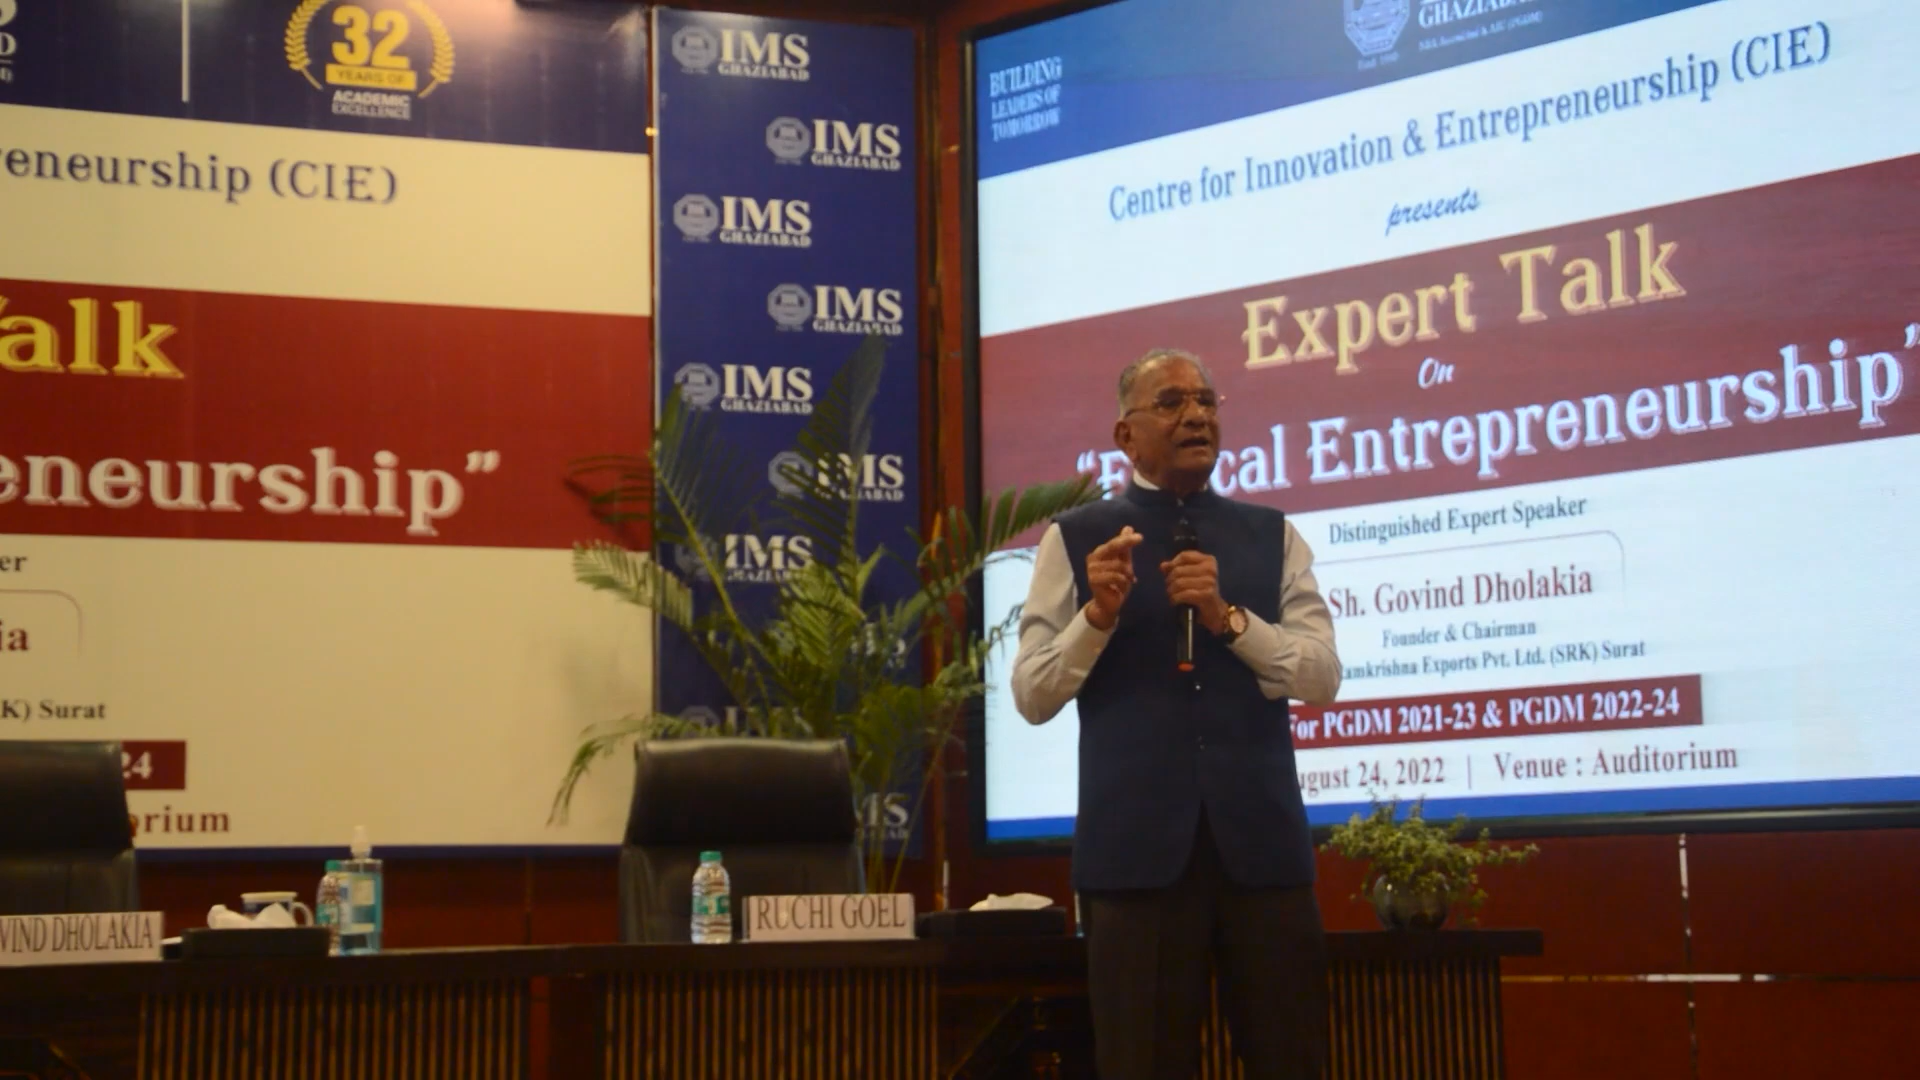 32
YEARS OF
ACADEMIC
EXCELLENCE
eneurship (CIE)
alk
eneurship”
er
ia
K) Surat
24
orium
IMS
GHAZIABAD
IMS
GHAZIABAD
IMS
GHAZIABAD
IMS
GHAZIABAD
IMS
GHAZIABAD
IMS
GHAZIABAD
IMS
BUILDING
LEADERS OF
TOMORROW
GHAZIABAD
Centre for Innovation & Entrepreneurship (CIE)
presents
Expert Talk
On
“E cal Entrepreneurship”
Distinguished Expert Speaker
Sh. Govind Dholakia
Founder & Chairman
amkrishna Exports Pvt. Ltd. (SRK) Surat
For PGDM 2021-23 & PGDM 2022-24
ugust 24, 2022 | Venue : Auditorium
VIND DHOLAKIA
RUCHI GOEL